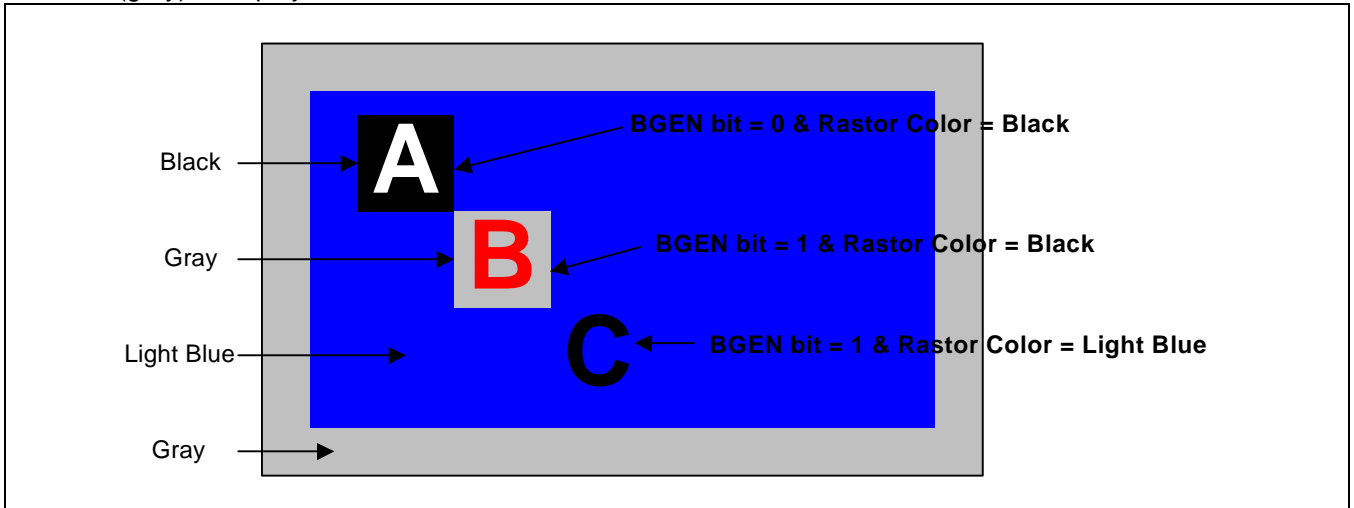 A
BGEN bit = 0 & Rastor Color = Black
Black
B
BGEN bit = 1 & Rastor Color = Black
Gray
C
BGEN bit = 1 & Rastor Color = Light Blue
Light Blue
Gray